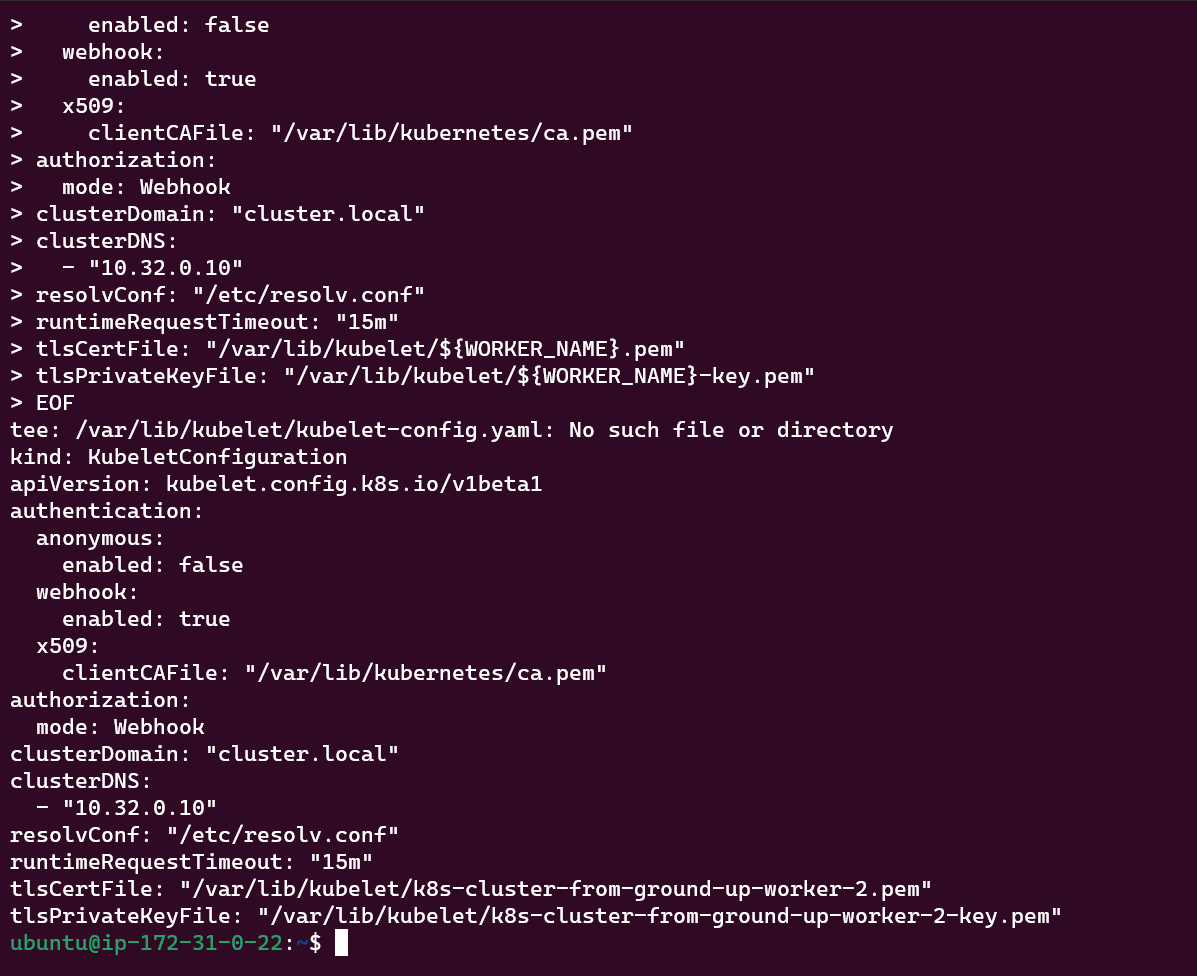 >     enabled: false
>   webhook:
>     enabled: true
>   x509:
>     clientCAFile: "/var/lib/kubernetes/ca.pem"
> authorization:
>   mode: Webhook
> clusterDomain: "cluster.local"
> clusterDNS:
>   - "10.32.0.10"
> resolvConf: "/etc/resolv.conf"
> runtimeRequestTimeout: "15m"
> tlsCertFile: "/var/lib/kubelet/${WORKER_NAME}.pem"
> tlsPrivateKeyFile: "/var/lib/kubelet/${WORKER_NAME}-key.pem"
> EOF
tee: /var/lib/kubelet/kubelet-config.yaml: No such file or directory
kind: KubeletConfiguration
apiVersion: kubelet.config.k8s.io/v1beta1
authentication:
  anonymous:
    enabled: false
  webhook:
    enabled: true
  x509:
    clientCAFile: "/var/lib/kubernetes/ca.pem"
authorization:
  mode: Webhook
clusterDomain: "cluster.local"
clusterDNS:
  - "10.32.0.10"
resolvConf: "/etc/resolv.conf"
runtimeRequestTimeout: "15m"
tlsCertFile: "/var/lib/kubelet/k8s-cluster-from-ground-up-worker-2.pem"
tlsPrivateKeyFile: "/var/lib/kubelet/k8s-cluster-from-ground-up-worker-2-key.pem"
ubuntu@ip-172-31-0-22:~$